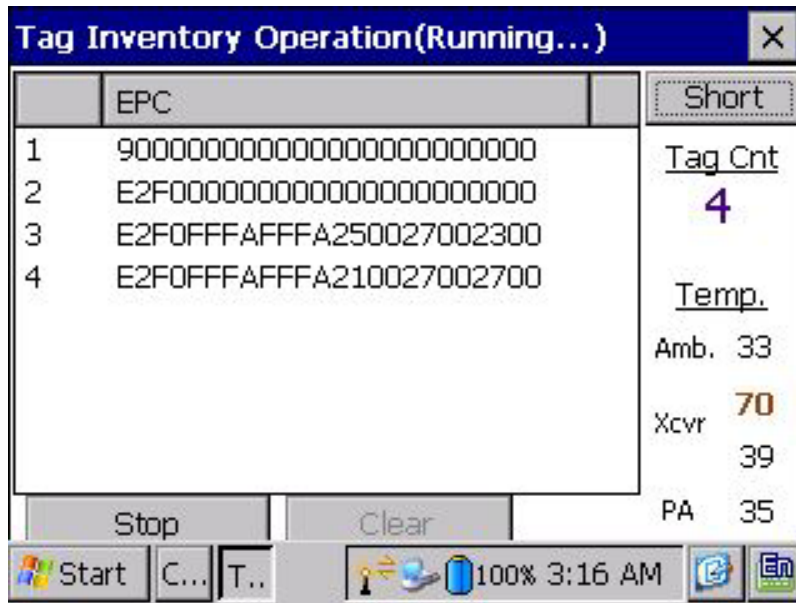 Tag Inventory Operation(Running...)
EPC
Short
1 900000000000000000000000
2 E2F000000000000000000000
3 E2F0FFFAFFFA250027002300
4 E2F0FFFAFFFA210027002700
Tag Cnt
4
Temp.
Amb. 33
Xcvr 70
39
PA 35
Stop
Clear
Start
C...
T..
100% 3:16 AM
En